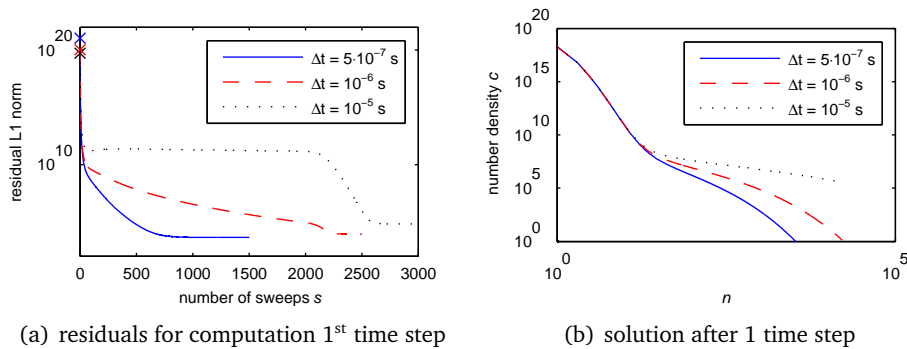 10^20
10^10
residual L1 norm
Δt = 5·10^−7 s
Δt = 10^−6 s
Δt = 10^−5 s
0 500 1000 1500 2000 2500 3000
number of sweeps s
(a) residuals for computation 1^st time step
10^20
10^15
10^10
10^5
10^0
number density c
Δt = 5·10^−7 s
Δt = 10^−6 s
Δt = 10^−5 s
10^0 10^5
n
(b) solution after 1 time step